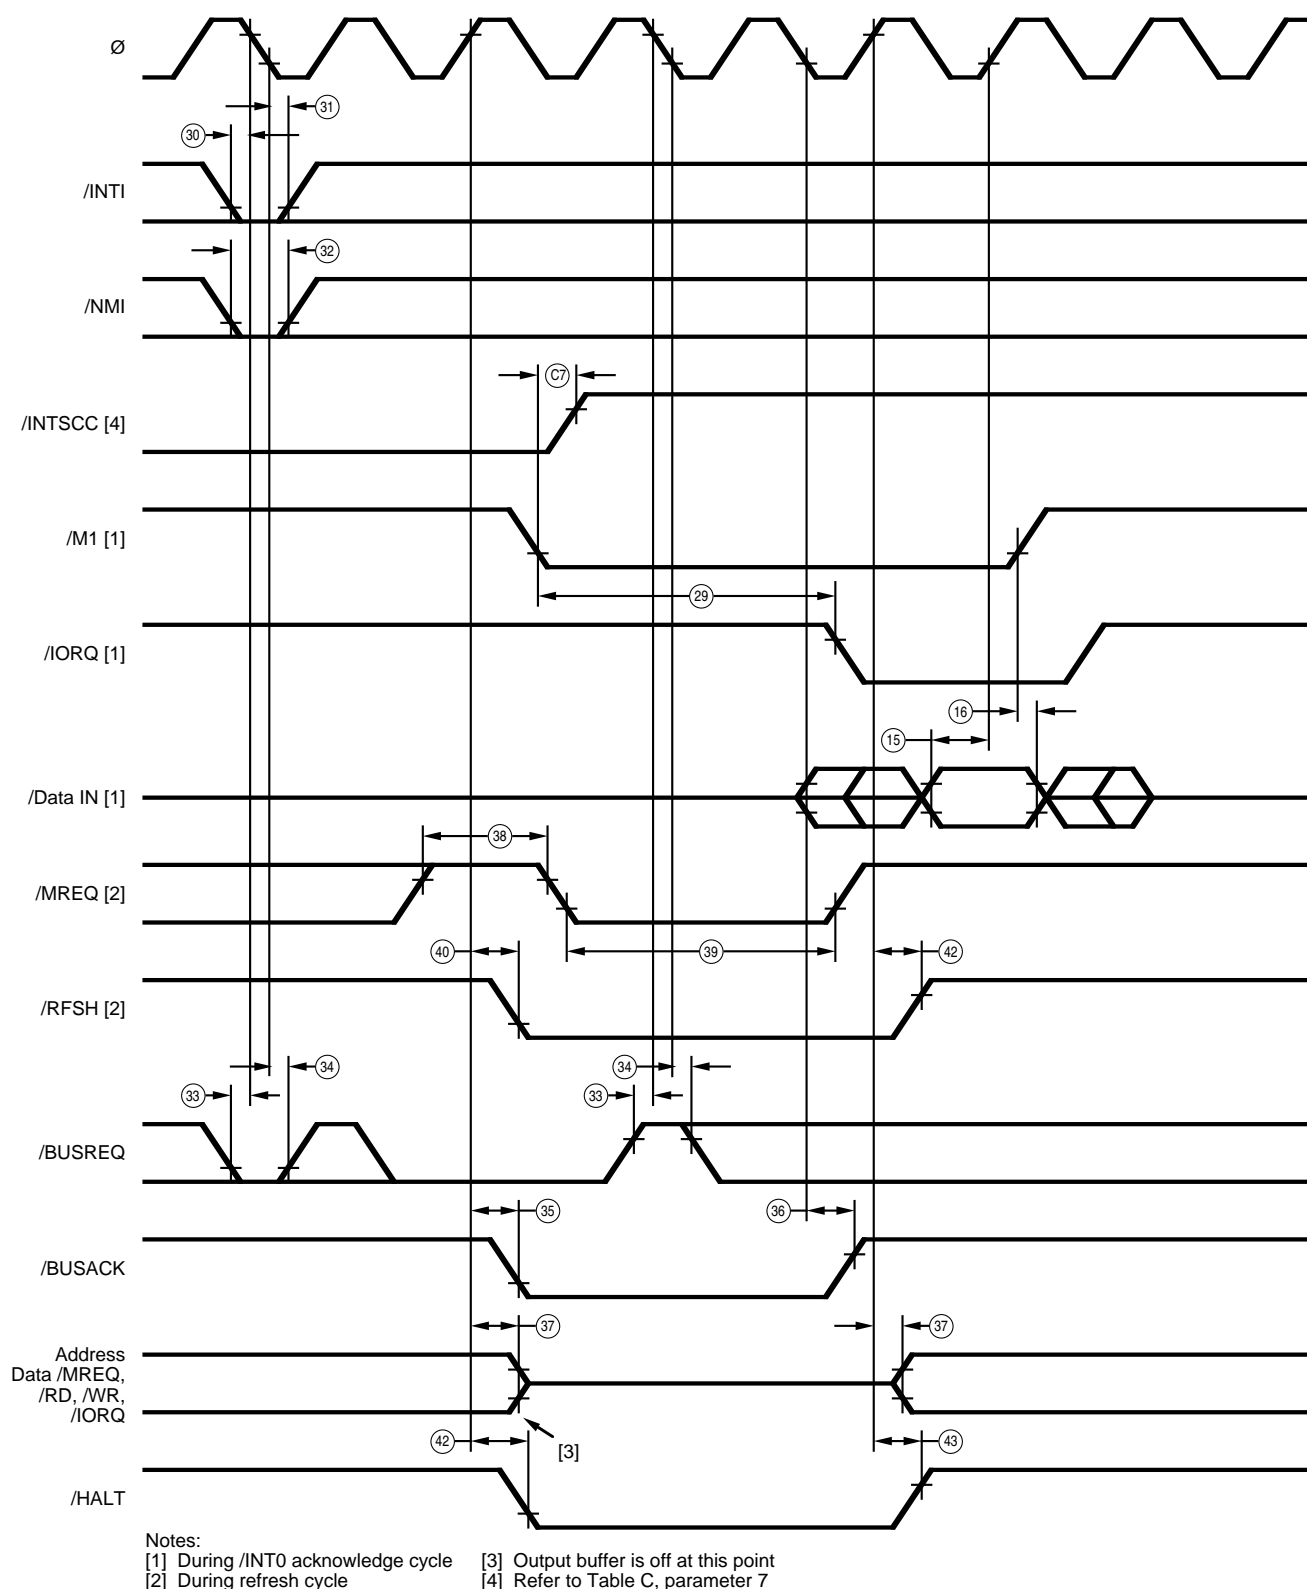 Ø
31
30
/INTI
32
/NMI
C7
/INTSCC [4]
/M1 [1]
29
/IORQ [1]
16
15
/Data IN [1]
38
/MREQ [2]
40
39
42
/RFSH [2]
34
34
33
33
/BUSREQ
35
36
/BUSACK
37
37
Address
Data /MREQ,
/RD, /WR,
/IORQ
[3]
42
43
/HALT
Notes:
[1] During /INT0 acknowledge cycle [3] Output buffer is off at this point
[2] During refresh cycle [4] Refer to Table C, parameter 7